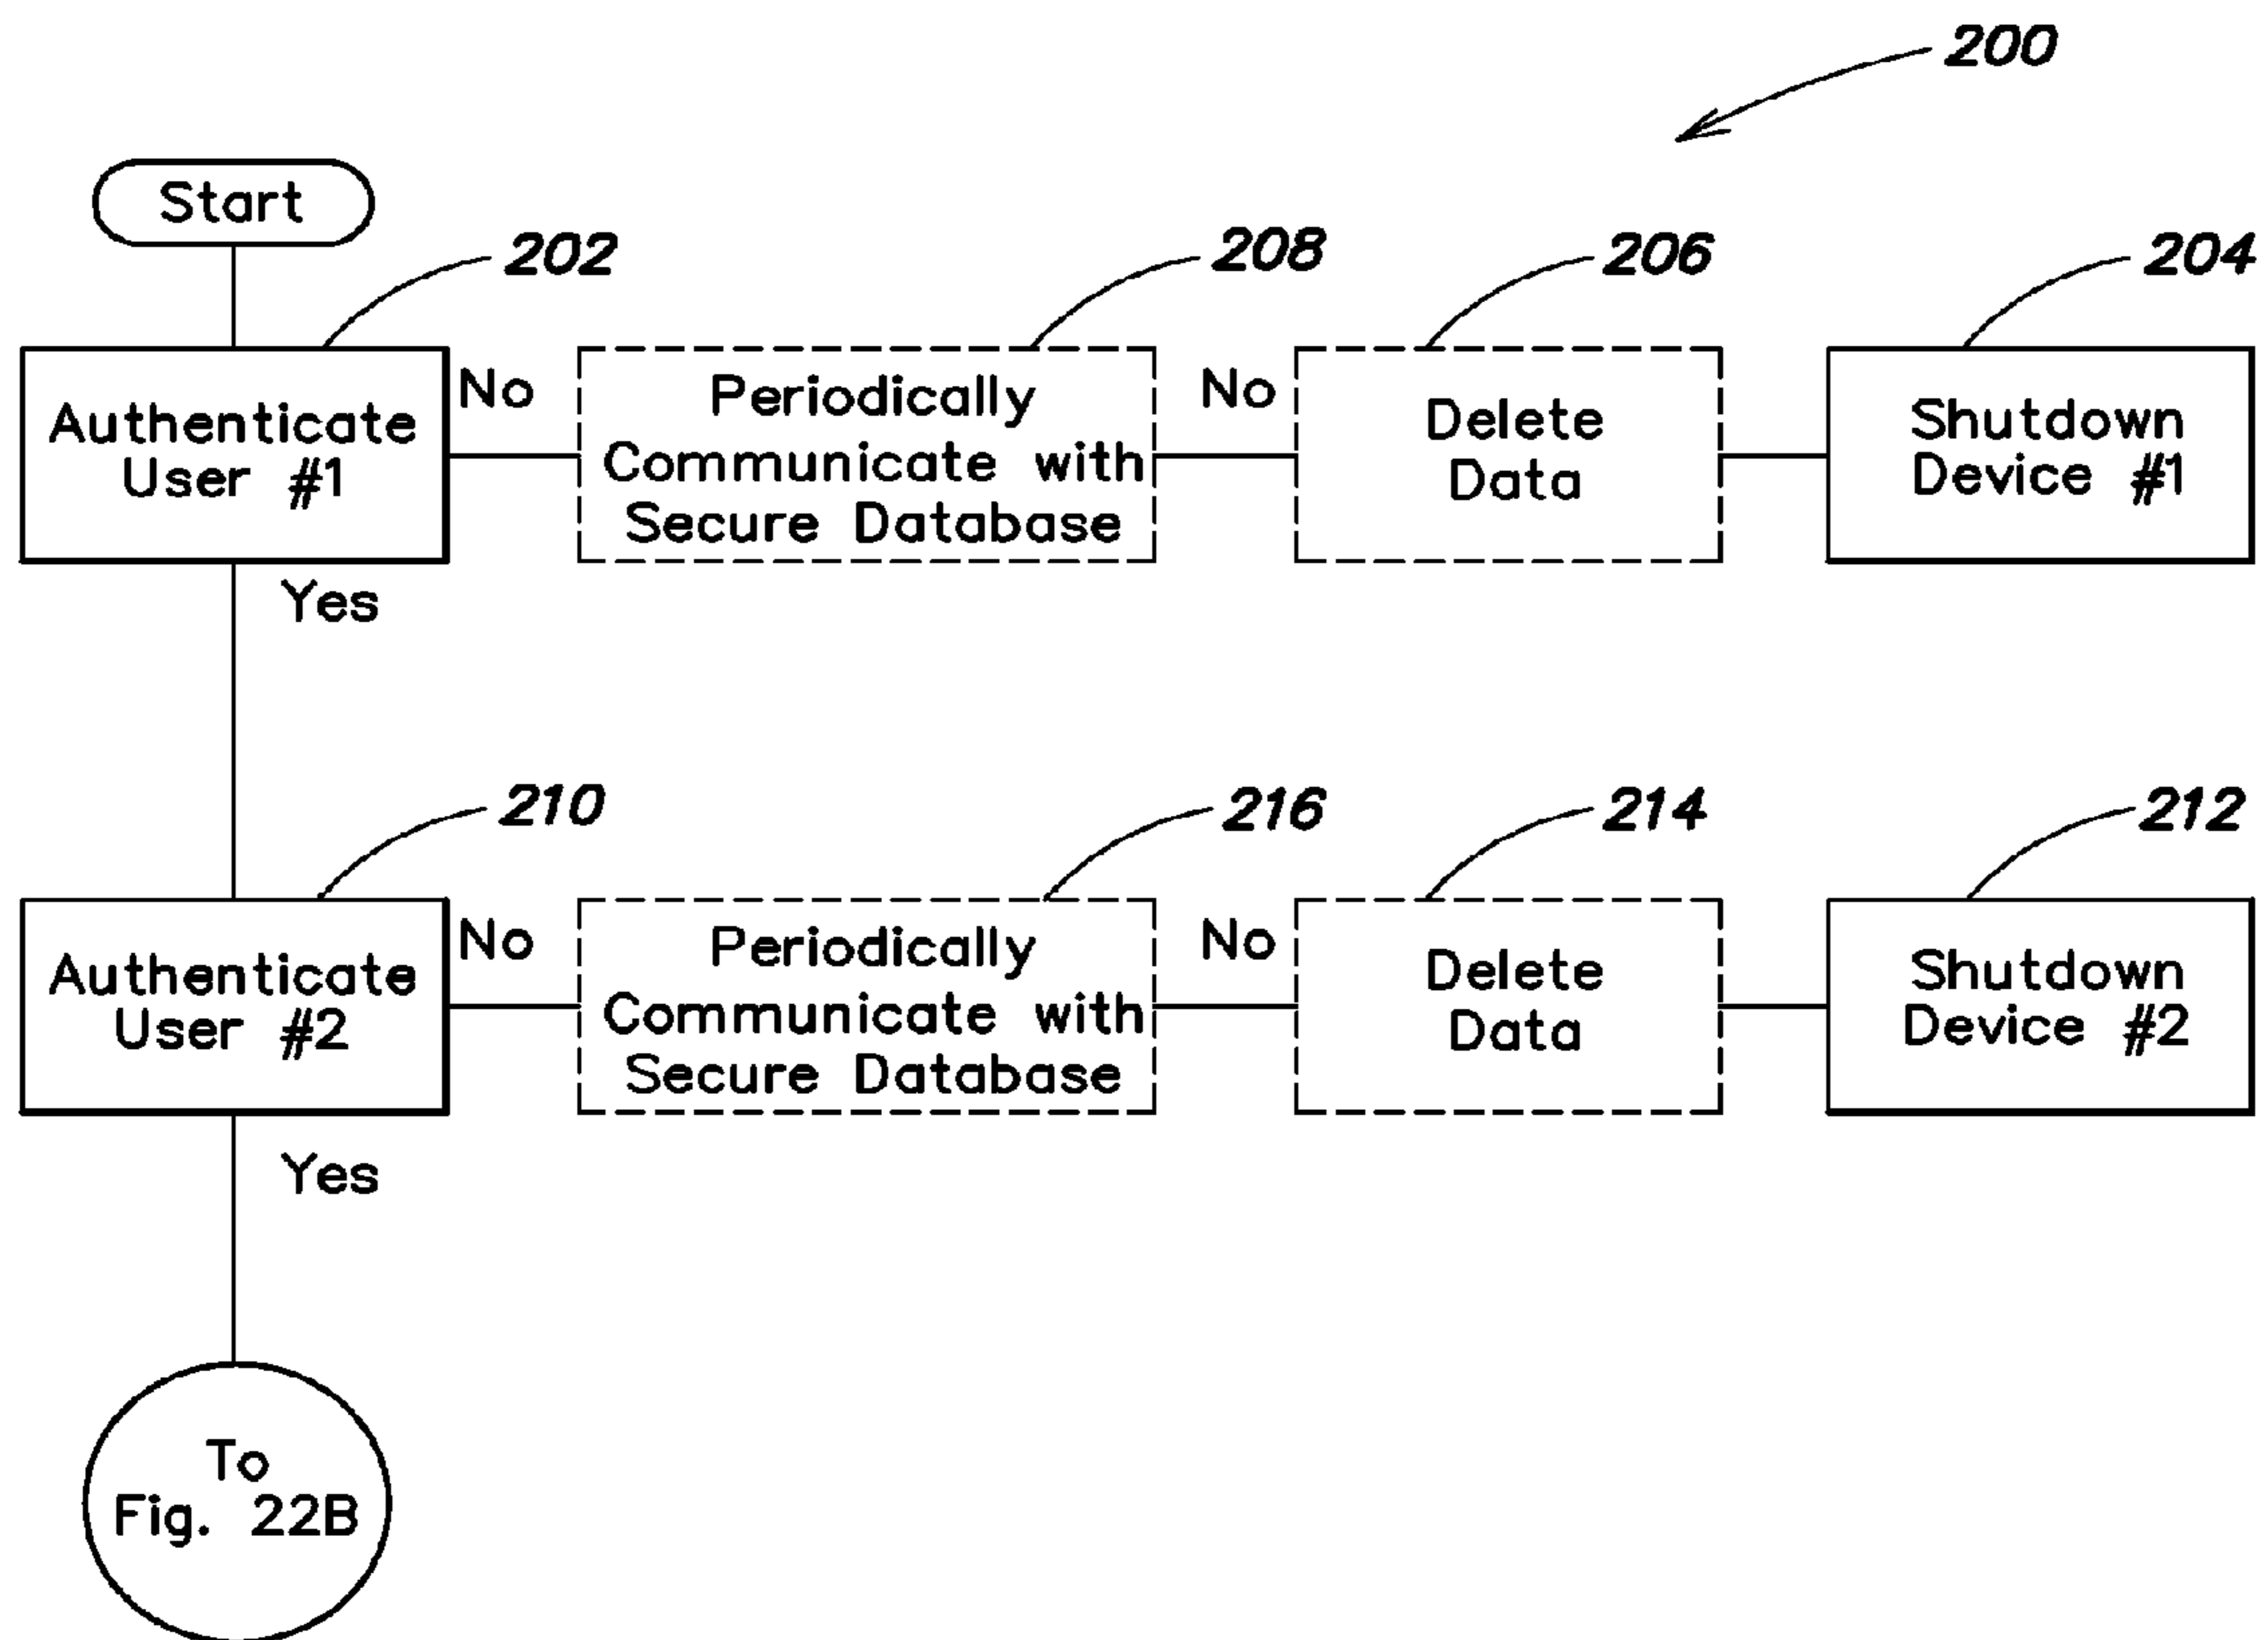 200
Start
202
208
206
204
Authenticate
User #1
No
Periodically
Communicate with
Secure Database
No
Delete
Data
Shutdown
Device #1
Yes
210
216
214
212
Authenticate
User #2
No
Periodically
Communicate with
Secure Database
No
Delete
Data
Shutdown
Device #2
Yes
To
Fig. 22B